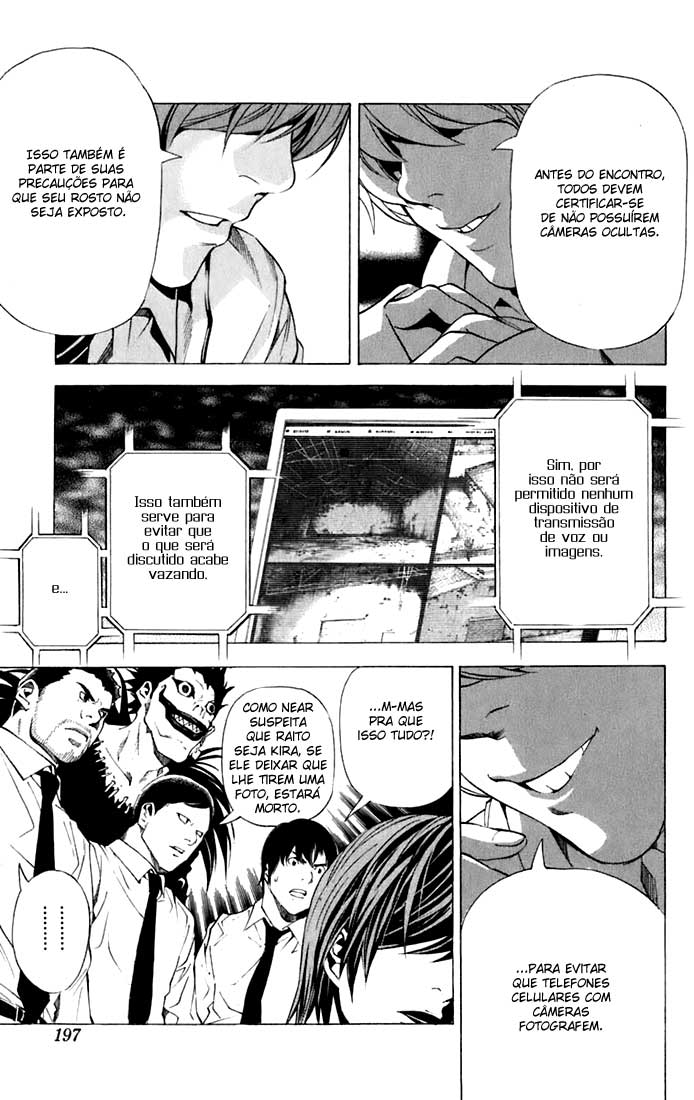 ANTES DO ENCONTRO,
TODOS DEVEM
CERTIFICAR-SE
DE NÃO POSSUÍREM
CÂMERAS OCULTAS.
ISSO TAMBÉM É
PARTE DE SUAS
PRECAUÇÕES PARA
QUE SEU ROSTO NÃO
SEJA EXPOSTO.
Sim, por
isso não será
permitido nenhum
dispositivo de
transmissão
de voz ou
imagens.
Isso também
serve para
evitar que
o que será
discutido acabe
vazando.
e...
...PARA EVITAR
QUE TELEFONES
CELULARES COM
CÂMERAS
FOTOGRAFEM.
...M-MAS
PRA QUE
ISSO TUDO?!
COMO NEAR
SUSPEITA
QUE RAITO
SEJA KIRA, SE
ELE DEIXAR QUE
LHE TIREM UMA
FOTO, ESTARÁ
MORTO.
........
197